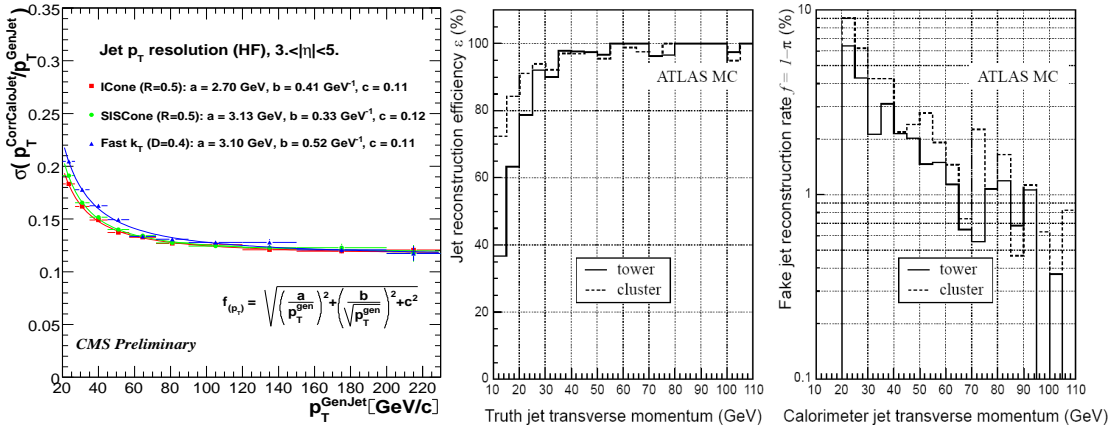 σ( p_T^CorrCaloJet/p_T^GenJet)
0.35
0.3
0.25
0.2
0.15
0.1
0.05
0
Jet p_T resolution (HF), 3.<|η|<5.
ICone (R=0.5): a = 2.70 GeV, b = 0.41 GeV⁻¹, c = 0.11
SISCone (R=0.5): a = 3.13 GeV, b = 0.33 GeV⁻¹, c = 0.12
Fast k_T (D=0.4): a = 3.10 GeV, b = 0.52 GeV⁻¹, c = 0.11
f_(p_T) = √((a/p_T^gen)²+(b/√p_T^gen)²+c²)
CMS Preliminary
20 40 60 80 100 120 140 160 180 200 220
p_T^GenJet [GeV/c]
Jet reconstruction efficiency ε (%)
100
80
60
40
20
0
ATLAS MC
tower
cluster
10 20 30 40 50 60 70 80 90 100 110
Truth jet transverse momentum (GeV)
Fake jet reconstruction rate f = 1−π (%)
10
1
0.1
ATLAS MC
tower
cluster
10 20 30 40 50 60 70 80 90 100 110
Calorimeter jet transverse momentum (GeV)